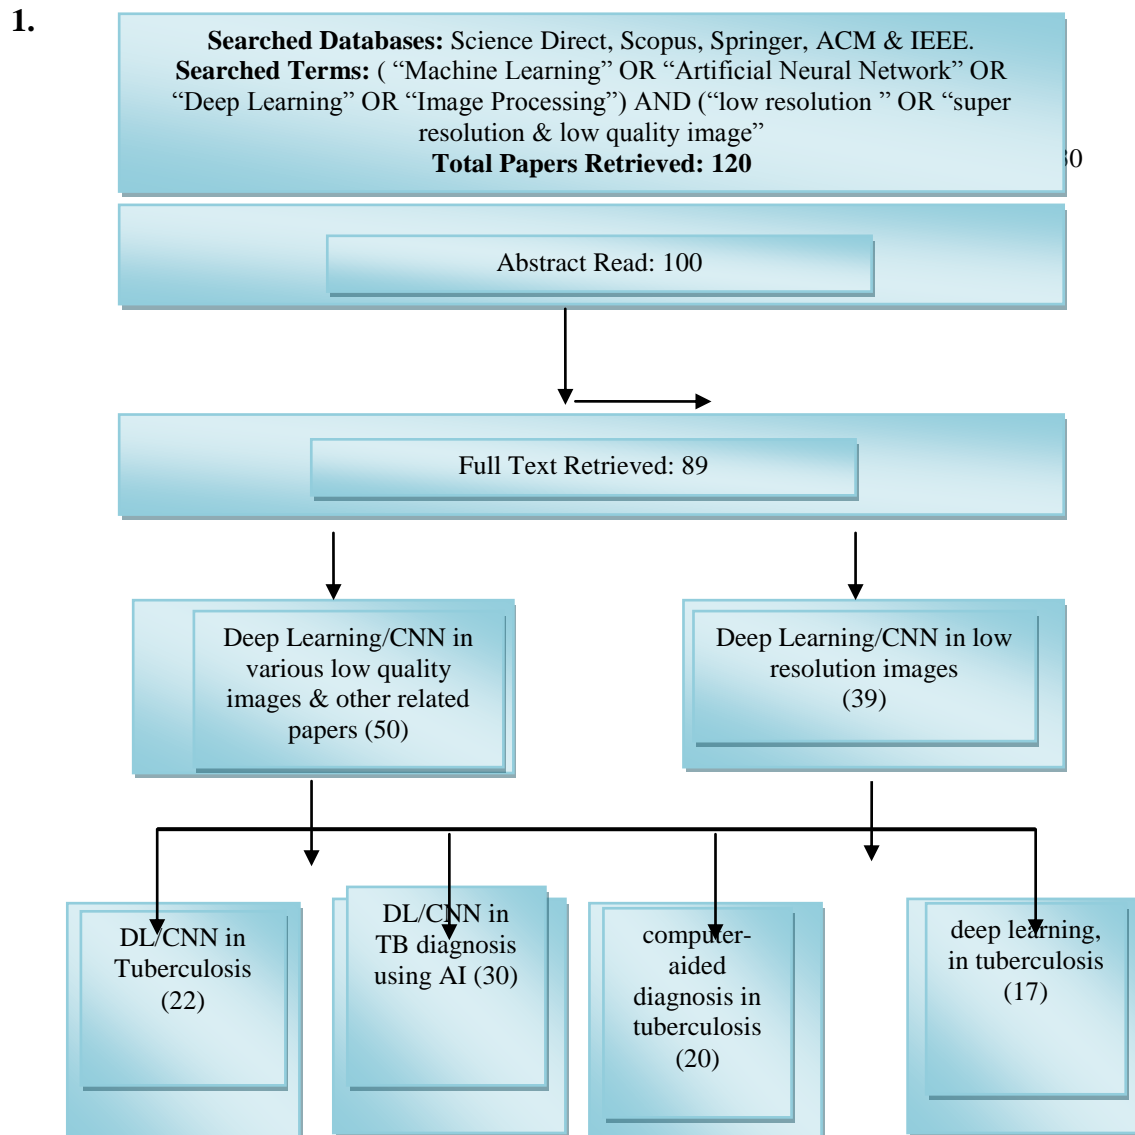 1.
Searched Databases: Science Direct, Scopus, Springer, ACM & IEEE.
Searched Terms: ( “Machine Learning” OR “Artificial Neural Network” OR
“Deep Learning” OR “Image Processing”) AND (“low resolution ” OR “super
resolution & low quality image”
Total Papers Retrieved: 120
Abstract Read: 100
Full Text Retrieved: 89
Deep Learning/CNN in
various low quality
images & other related
papers (50)
Deep Learning/CNN in low
resolution images
(39)
DL/CNN in
Tuberculosis
(22)
DL/CNN in
TB diagnosis
using AI (30)
computer-
aided
diagnosis in
tuberculosis
(20)
deep learning,
in tuberculosis
(17)